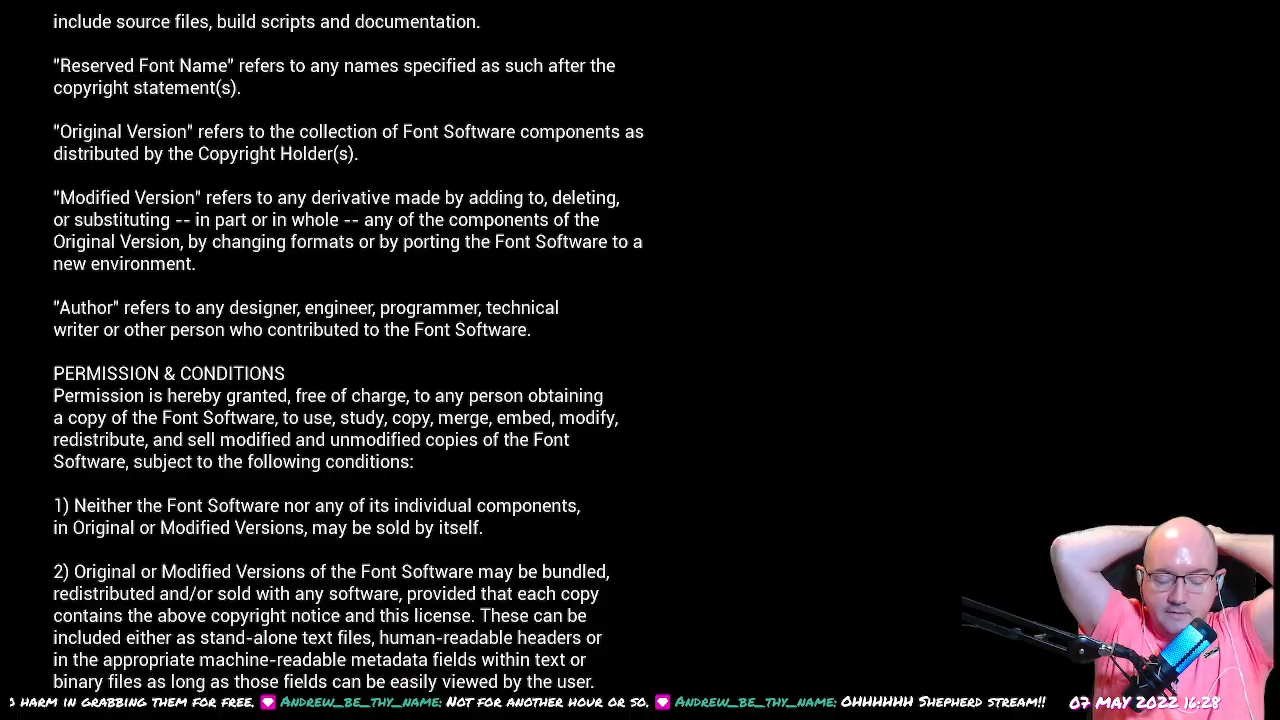 include source files, build scripts and documentation.
"Reserved Font Name" refers to any names specified as such after the
copyright statement(s).
"Original Version" refers to the collection of Font Software components as
distributed by the Copyright Holder(s).
"Modified Version" refers to any derivative made by adding to, deleting,
or substituting -- in part or in whole -- any of the components of the
Original Version, by changing formats or by porting the Font Software to a
new environment.
"Author" refers to any designer, engineer, programmer, technical
writer or other person who contributed to the Font Software.
PERMISSION & CONDITIONS
Permission is hereby granted, free of charge, to any person obtaining
a copy of the Font Software, to use, study, copy, merge, embed, modify,
redistribute, and sell modified and unmodified copies of the Font
Software, subject to the following conditions:
1) Neither the Font Software nor any of its individual components,
in Original or Modified Versions, may be sold by itself.
2) Original or Modified Versions of the Font Software may be bundled,
redistributed and/or sold with any software, provided that each copy
contains the above copyright notice and this license. These can be
included either as stand-alone text files, human-readable headers or
in the appropriate machine-readable metadata fields within text or
binary files as long as those fields can be easily viewed by the user.
harm in grabbing them for free. Andrew_be_thy_name: Not for another hour or so. Andrew_be_thy_name: OHHHHHH Shepherd stream!! 07 May 2022 16:28